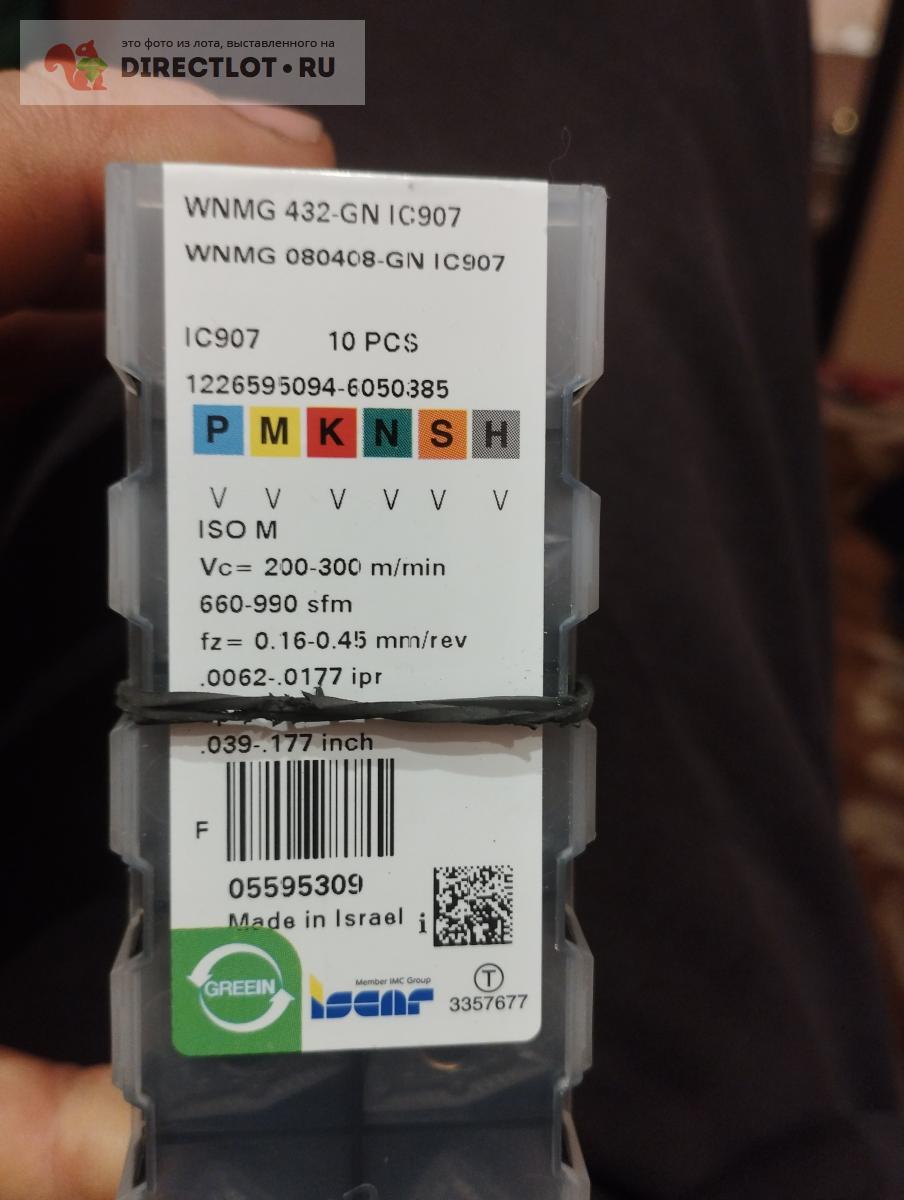 это фото из лота, выставленного на
DIRECTLOT•RU
WNMG 432-GN IC907
WNMG 080408-GN IC907
IC907 10 PCS
1226595094-6050385
P M K N S H
V V V V V V
ISO M
Vc= 200-300 m/min
660-990 sfm
fz= 0.16-0.45 mm/rev
.0062-.0177 ipr
.039-.177 inch
F
05595309
Made in Israel i
GREEIN
Member IMC Group
iscar
T
3357677